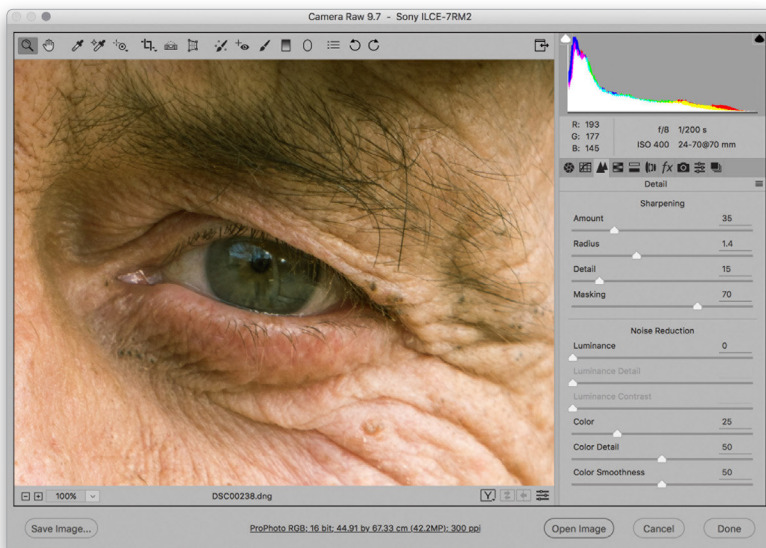 Camera Raw 9.7 - Sony ILCE-7RM2
R: 193
G: 177
B: 145
f/8 1/200 s
ISO 400 24-70@70 mm
fx
Detail
Sharpening
Amount 35
Radius 1.4
Detail 15
Masking 70
Noise Reduction
Luminance 0
Luminance Detail
Luminance Contrast
Color 25
Color Detail 50
Color Smoothness 50
100% DSC00238.dng Y
Save Image... ProPhoto RGB; 16 bit; 44.91 by 67.33 cm (42.2MP); 300 ppi Open Image Cancel Done